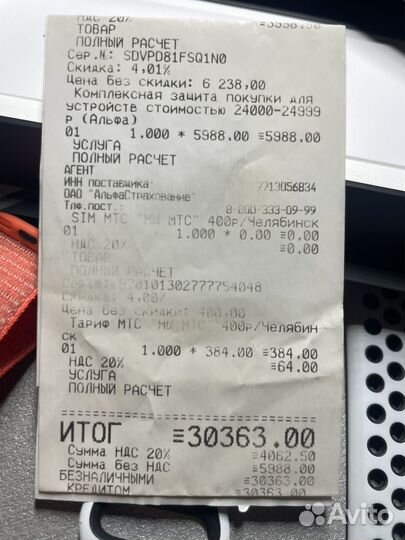 НДС 20% ≡3998.50
ТОВАР
ПОЛНЫЙ РАСЧЕТ
Сер.N.: SDVPD81FSQ1N0
Скидка: 4,01%
Цена без скидки: 6 238,00
Комплексная защита покупки для
устройств стоимостью 24000-24999
р (Альфа)
01 1.000 * 5988.00 ≡5988.00
УСЛУГА
ПОЛНЫЙ РАСЧЕТ
АГЕНТ
ИНН поставщика: 7713056834
ОАО "АльфаСтрахование"
Тлф.пост.: 8-800-333-09-99
SIM МТС "МЫ МТС" 400р/Челябинск
01 1.000 * 0.00 ≡0.00
НДС 20% ≡0.00
ТОВАР
ПОЛНЫЙ РАСЧЕТ
Сер.N.: 8970101302777754048
Скидка: 4,00%
Цена без скидки: 400,00
Тариф МТС "МЫ МТС" 400р/Челябин
ск
01 1.000 * 384.00 ≡384.00
НДС 20% ≡64.00
УСЛУГА
ПОЛНЫЙ РАСЧЕТ
ИТОГ ≡30363.00
Сумма НДС 20% ≡4062.50
Сумма без НДС ≡5988.00
БЕЗНАЛИЧНЫМИ ≡30363.00
КРЕДИТОМ ≡30363.00
Avito